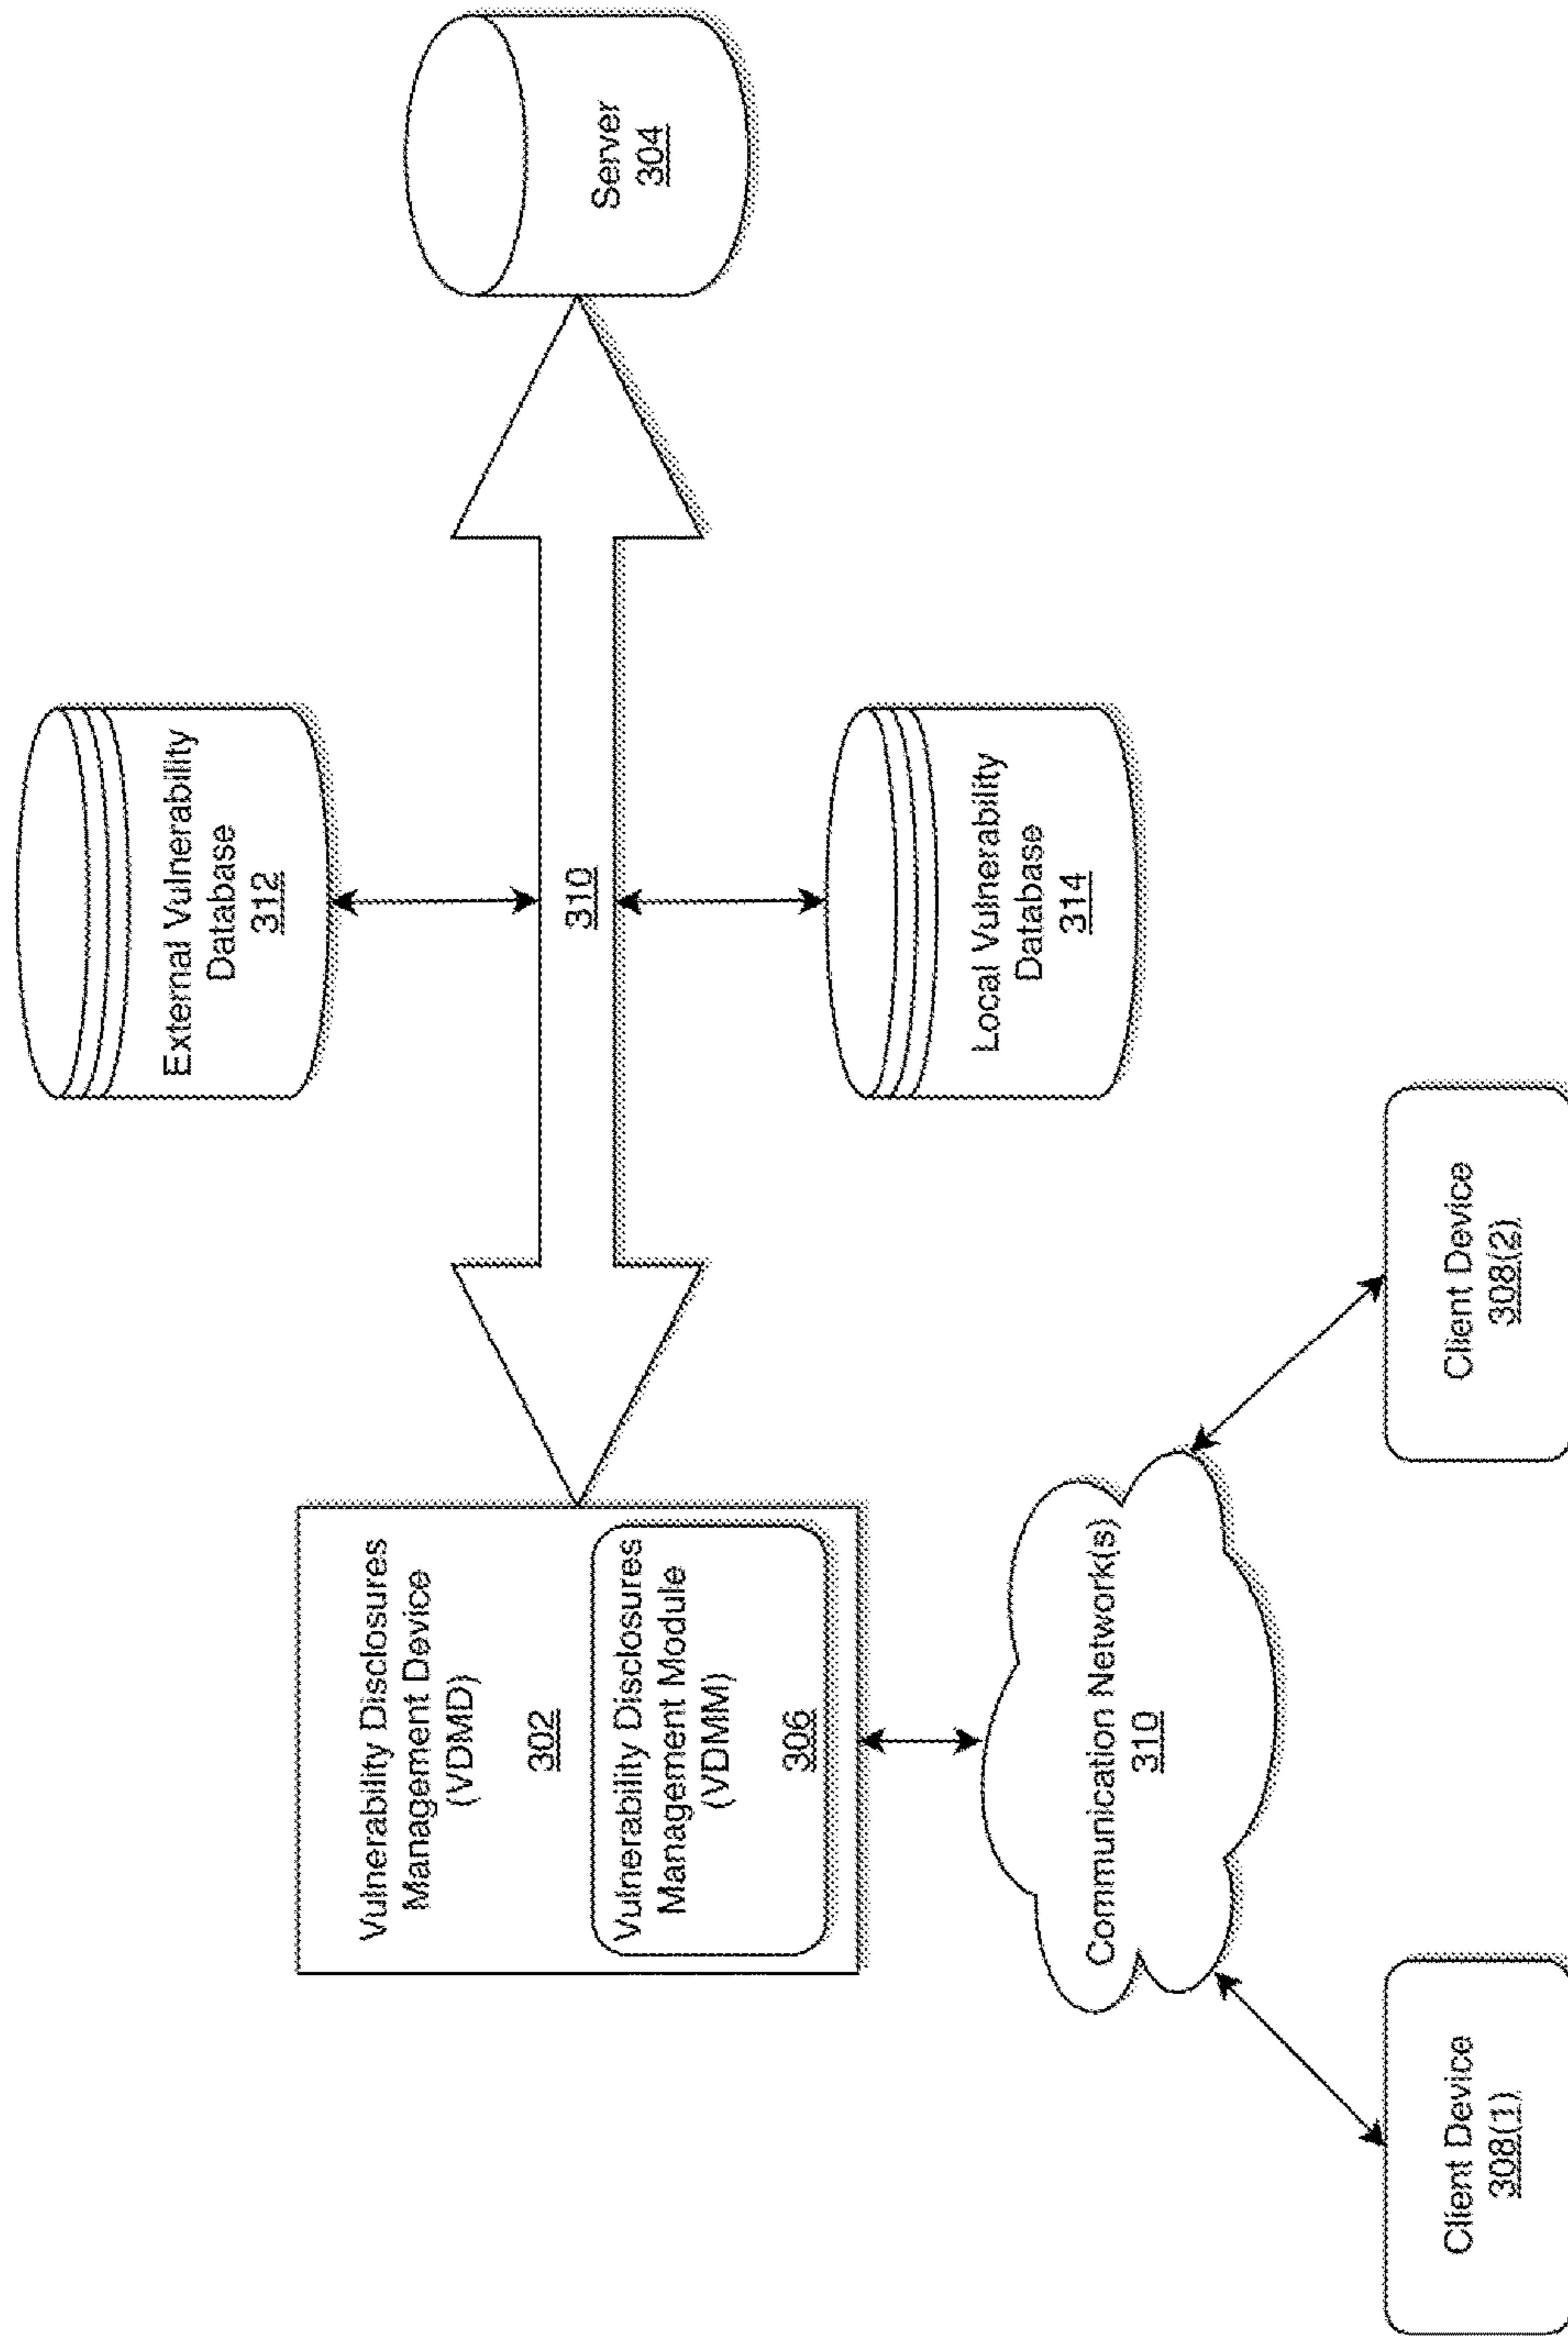 Vulnerability Disclosures
Management Device
(VDMD)
302
Vulnerability Disclosures
Management Module
(VDMM)
306
External Vulnerability
Database
312
310
Server
304
Local Vulnerability
Database
314
Communication Network(s)
310
Client Device
308(1)
Client Device
308(2)